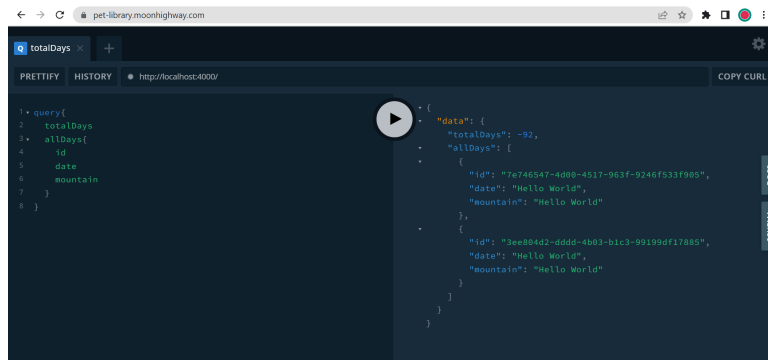 pet-library.moonhighway.com
Q totalDays × +
PRETTIFY HISTORY http://localhost:4000/ COPY CURL
1 query{
2 totalDays
3 allDays{
4 id
5 date
6 mountain
7 }
8 }
{
"data": {
"totalDays": -92,
"allDays": [
{
"id": "7e746547-4d00-4517-963f-9246f533f905",
"date": "Hello World",
"mountain": "Hello World"
},
{
"id": "3ee804d2-dddd-4b03-b1c3-99199df17885",
"date": "Hello World",
"mountain": "Hello World"
}
]
}
}